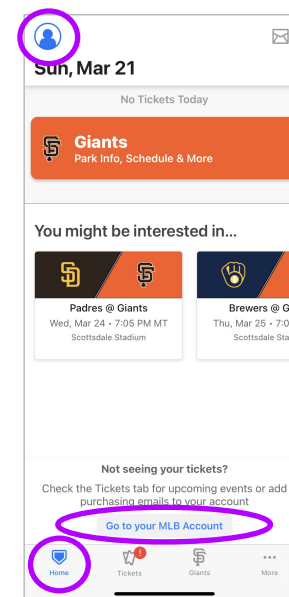 Sun, Mar 21
No Tickets Today
Giants
Park Info, Schedule & More
You might be interested in...
Padres @ Giants
Wed, Mar 24 • 7:05 PM MT
Scottsdale Stadium
Brewers @ G
Thu, Mar 25 • 7:0
Scottsdale Sta
Not seeing your tickets?
Check the Tickets tab for upcoming events or add
purchasing emails to your account
Go to your MLB Account
Home
Tickets
Giants
More